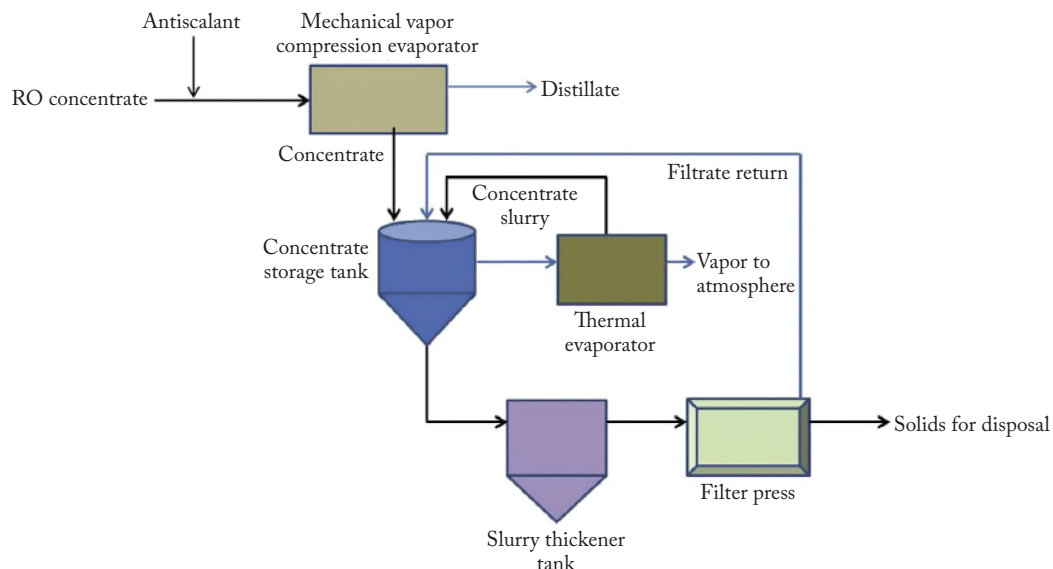 Antiscalant
Mechanical vapor
compression evaporator
RO concentrate
Distillate
Concentrate
Filtrate return
Concentrate
slurry
Concentrate
storage tank
Vapor to
atmosphere
Thermal
evaporator
Solids for disposal
Filter press
Slurry thickener
tank